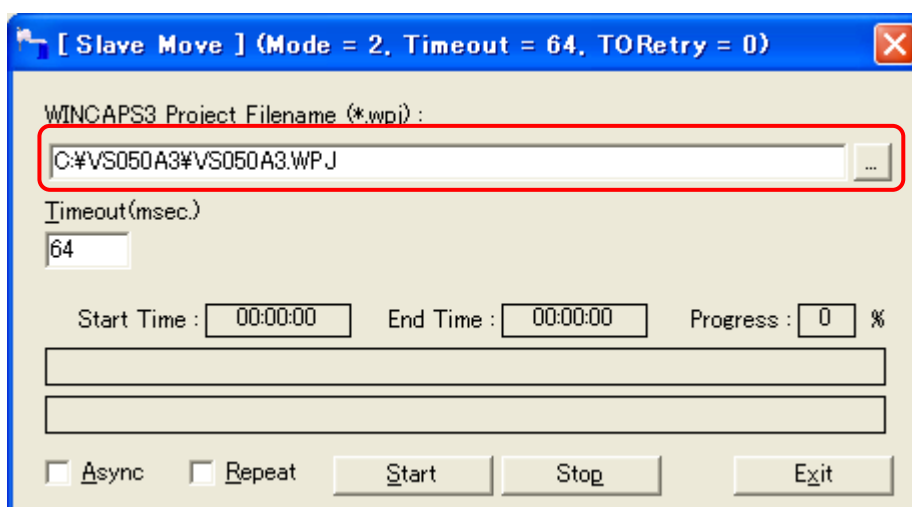 [ Slave Move ] (Mode = 2, Timeout = 64, TORetry = 0)
WINCAPS3 Project Filename (*.wpj) :
C:¥VS050A3¥VS050A3.WPJ ...
Timeout(msec.)
64
Start Time : 00:00:00 End Time : 00:00:00 Progress : 0 %
Async Repeat Start Stop Exit